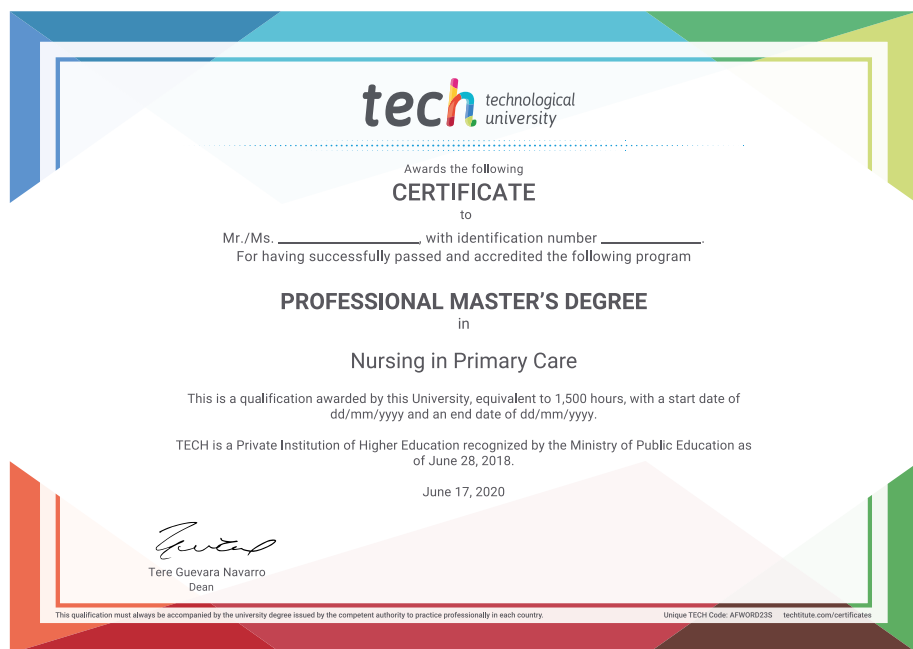 tech technological
university
Awards the following
CERTIFICATE
to
Mr./Ms. ____________________, with identification number ______________.
For having successfully passed and accredited the following program
PROFESSIONAL MASTER'S DEGREE
in
Nursing in Primary Care
This is a qualification awarded by this University, equivalent to 1,500 hours, with a start date of
dd/mm/yyyy and an end date of dd/mm/yyyy.
TECH is a Private Institution of Higher Education recognized by the Ministry of Public Education as
of June 28, 2018.
June 17, 2020
Tere Guevara Navarro
Dean
This qualification must always be accompanied by the university degree issued by the competent authority to practice professionally in each country.
Unique TECH Code: AFWORD23S techtitute.com/certificates